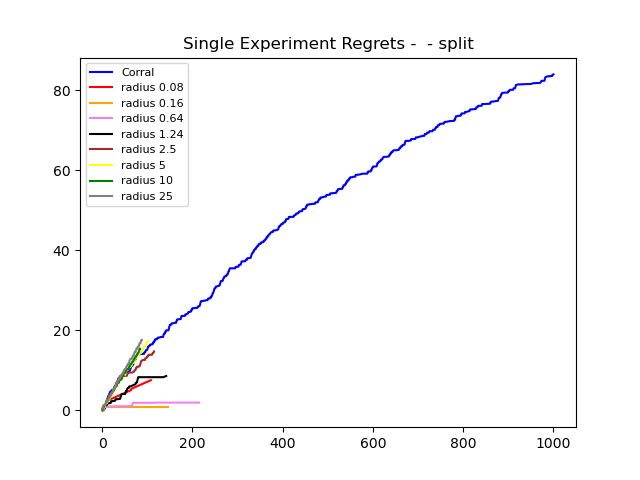 Single Experiment Regrets -  - split
Corral
radius 0.08
radius 0.16
radius 0.64
radius 1.24
radius 2.5
radius 5
radius 10
radius 25
80
60
40
20
0
0 200 400 600 800 1000